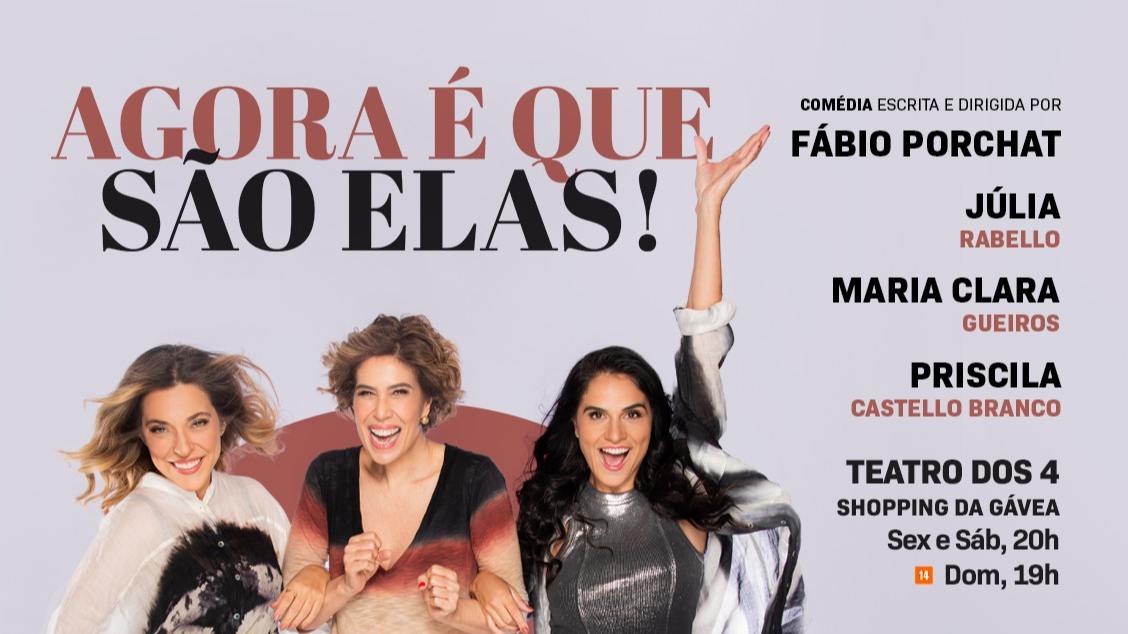 AGORA É QUE
SÃO ELAS!
COMÉDIA ESCRITA E DIRIGIDA POR
FÁBIO PORCHAT
JÚLIA
RABELLO
MARIA CLARA
GUEIROS
PRISCILA
CASTELLO BRANCO
TEATRO DOS 4
SHOPPING DA GÁVEA
Sex e Sáb, 20h
14 Dom, 19h